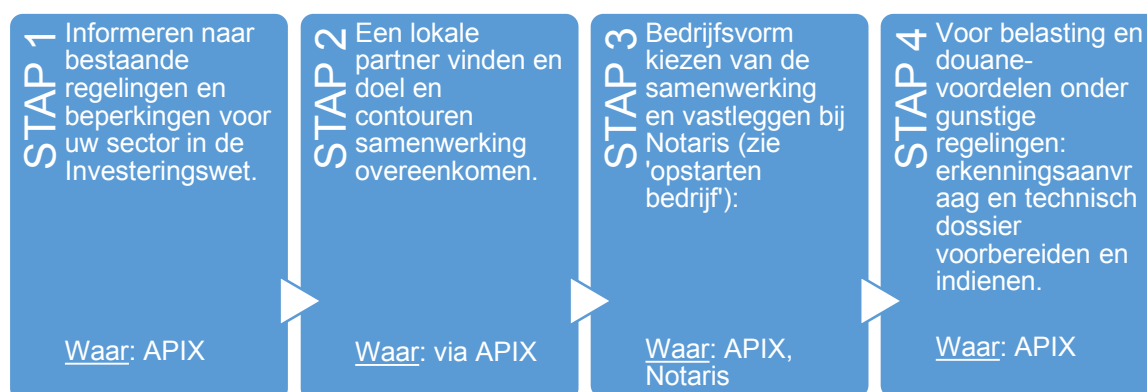 STAP 1
Informeren naar
bestaande
regelingen en
beperkingen voor
uw sector in de
Investeringswet.
Waar: APIX
STAP 2
Een lokale
partner vinden en
doel en
contouren
samenwerking
overeenkomen.
Waar: via APIX
STAP 3
Bedrijfsvorm
kiezen van de
samenwerking
en vastleggen bij
Notaris (zie
'opstarten
bedrijf'):
Waar: APIX,
Notaris
STAP 4
Voor belasting en
douane-
voordelen onder
gunstige
regelingen:
erkenningsaanvr
aag en technisch
dossier
voorbereiden en
indienen.
Waar: APIX